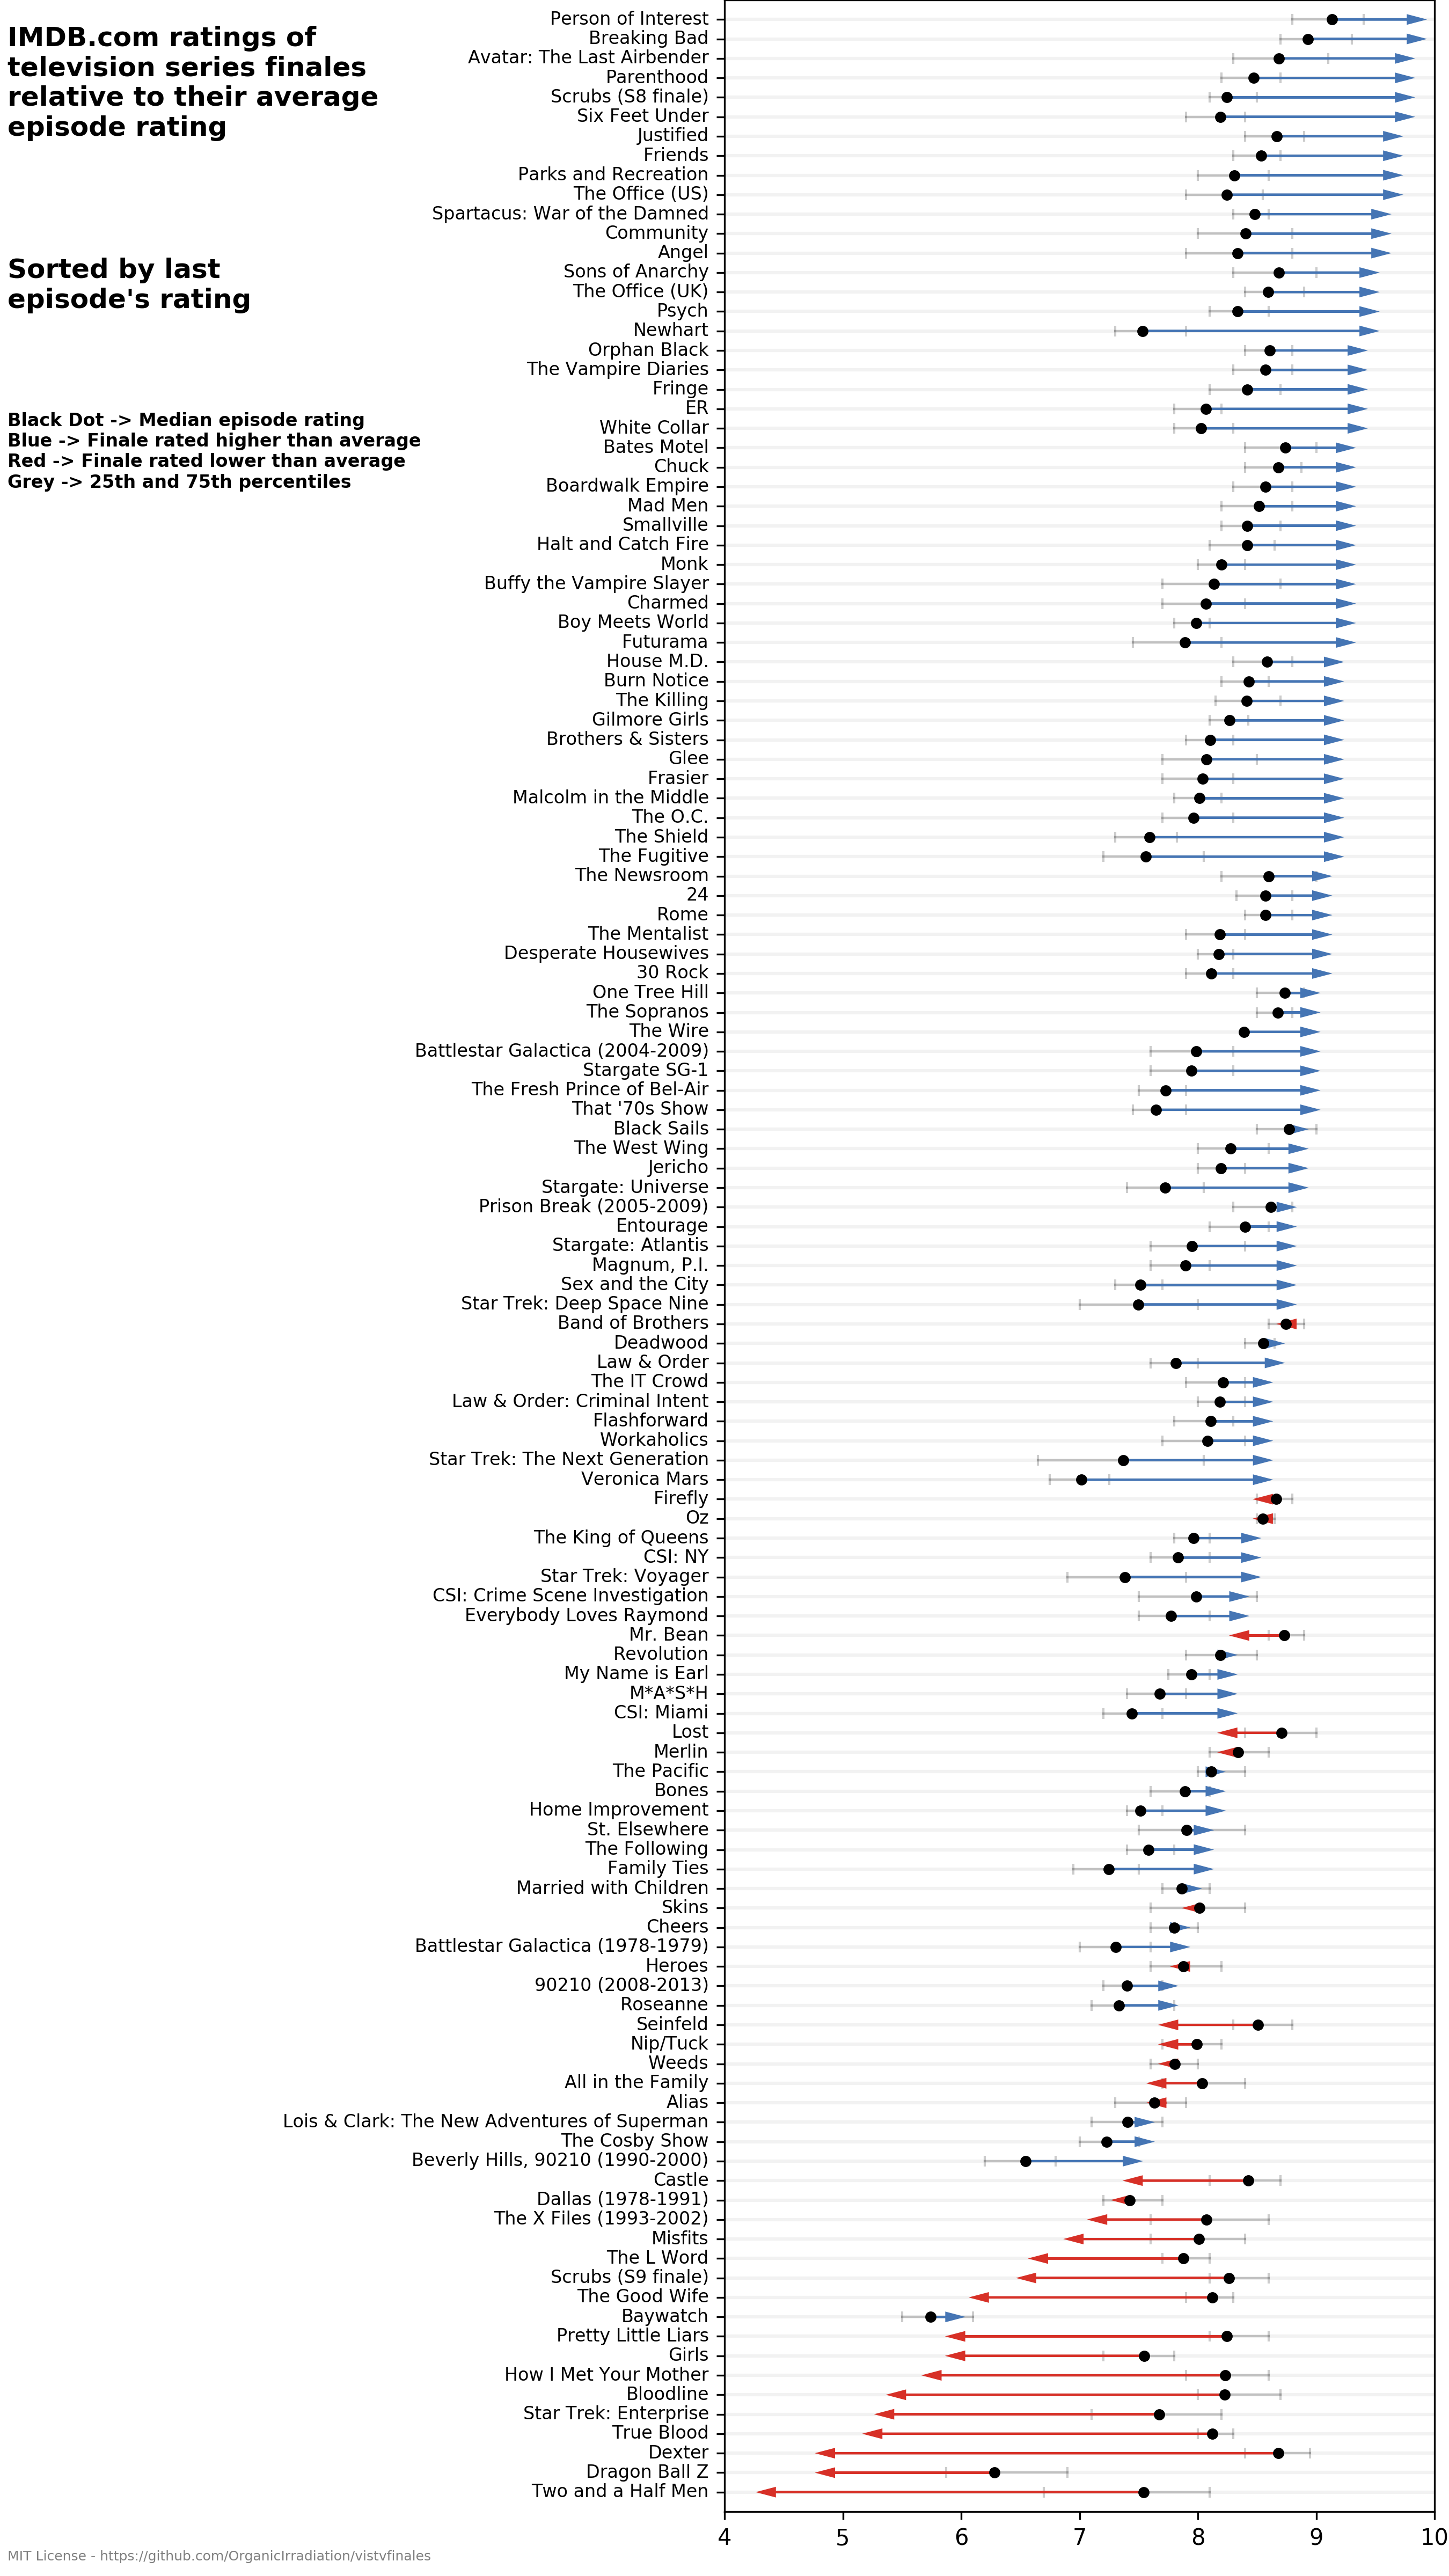 IMDB.com ratings of
television series finales
relative to their average
episode rating
Sorted by last
episode's rating
Black Dot -> Median episode rating
Blue -> Finale rated higher than average
Red -> Finale rated lower than average
Grey -> 25th and 75th percentiles
Person of Interest
Breaking Bad
Avatar: The Last Airbender
Parenthood
Scrubs (S8 finale)
Six Feet Under
Justified
Friends
Parks and Recreation
The Office (US)
Spartacus: War of the Damned
Community
Angel
Sons of Anarchy
The Office (UK)
Psych
Newhart
Orphan Black
The Vampire Diaries
Fringe
ER
White Collar
Bates Motel
Chuck
Boardwalk Empire
Mad Men
Smallville
Halt and Catch Fire
Monk
Buffy the Vampire Slayer
Charmed
Boy Meets World
Futurama
House M.D.
Burn Notice
The Killing
Gilmore Girls
Brothers & Sisters
Glee
Frasier
Malcolm in the Middle
The O.C.
The Shield
The Fugitive
The Newsroom
24
Rome
The Mentalist
Desperate Housewives
30 Rock
One Tree Hill
The Sopranos
The Wire
Battlestar Galactica (2004-2009)
Stargate SG-1
The Fresh Prince of Bel-Air
That '70s Show
Black Sails
The West Wing
Jericho
Stargate: Universe
Prison Break (2005-2009)
Entourage
Stargate: Atlantis
Magnum, P.I.
Sex and the City
Star Trek: Deep Space Nine
Band of Brothers
Deadwood
Law & Order
The IT Crowd
Law & Order: Criminal Intent
Flashforward
Workaholics
Star Trek: The Next Generation
Veronica Mars
Firefly
Oz
The King of Queens
CSI: NY
Star Trek: Voyager
CSI: Crime Scene Investigation
Everybody Loves Raymond
Mr. Bean
Revolution
My Name is Earl
M*A*S*H
CSI: Miami
Lost
Merlin
The Pacific
Bones
Home Improvement
St. Elsewhere
The Following
Family Ties
Married with Children
Skins
Cheers
Battlestar Galactica (1978-1979)
Heroes
90210 (2008-2013)
Roseanne
Seinfeld
Nip/Tuck
Weeds
All in the Family
Alias
Lois & Clark: The New Adventures of Superman
The Cosby Show
Beverly Hills, 90210 (1990-2000)
Castle
Dallas (1978-1991)
The X Files (1993-2002)
Misfits
The L Word
Scrubs (S9 finale)
The Good Wife
Baywatch
Pretty Little Liars
Girls
How I Met Your Mother
Bloodline
Star Trek: Enterprise
True Blood
Dexter
Dragon Ball Z
Two and a Half Men
4 5 6 7 8 9 10
MIT License - https://github.com/OrganicIrradiation/vistvfinales